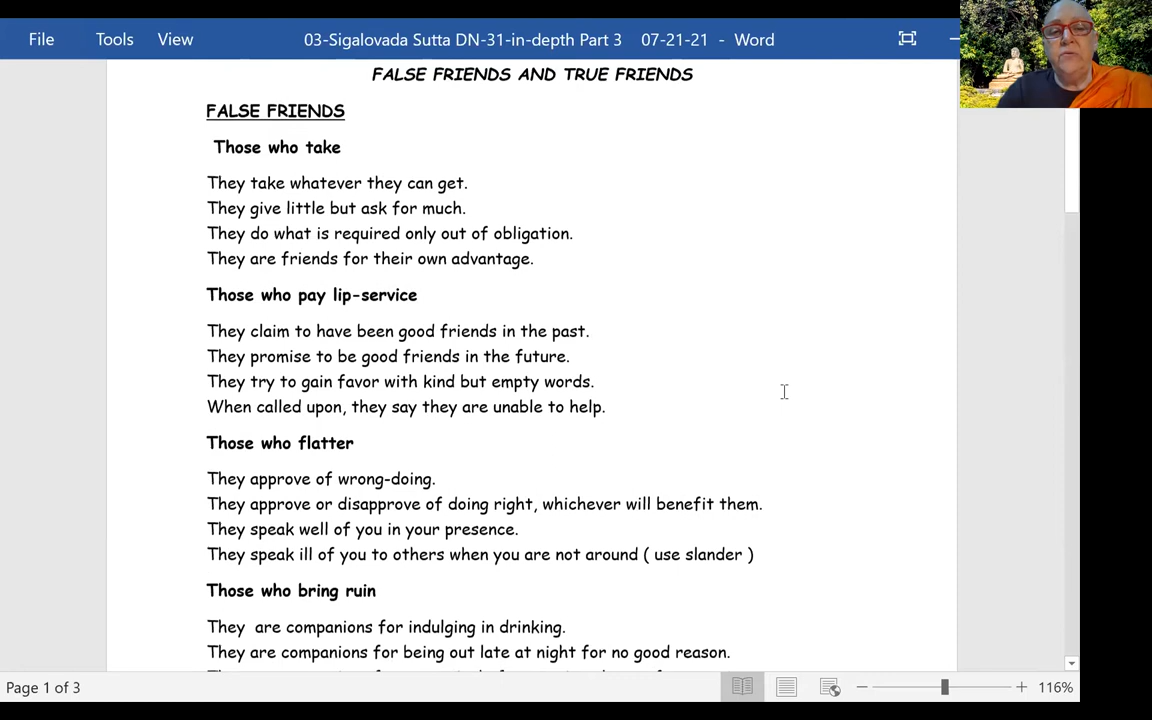 File Tools View 03-Sigalovada Sutta DN-31-in-depth Part 3 07-21-21 - Word
FALSE FRIENDS AND TRUE FRIENDS
FALSE FRIENDS
Those who take
They take whatever they can get.
They give little but ask for much.
They do what is required only out of obligation.
They are friends for their own advantage.
Those who pay lip-service
They claim to have been good friends in the past.
They promise to be good friends in the future.
They try to gain favor with kind but empty words.
When called upon, they say they are unable to help.
Those who flatter
They approve of wrong-doing.
They approve or disapprove of doing right, whichever will benefit them.
They speak well of you in your presence.
They speak ill of you to others when you are not around ( use slander )
Those who bring ruin
They are companions for indulging in drinking.
They are companions for being out late at night for no good reason.
Page 1 of 3 116%